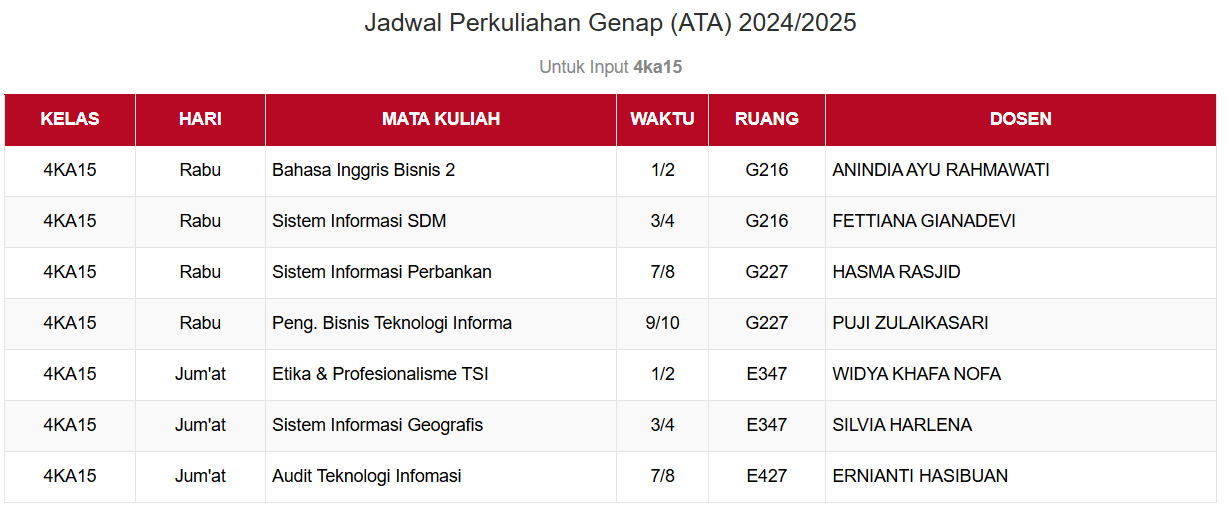 Jadwal Perkuliahan Genap (ATA) 2024/2025
Untuk Input 4ka15
KELAS HARI MATA KULIAH WAKTU RUANG DOSEN
4KA15 Rabu Bahasa Inggris Bisnis 2 1/2 G216 ANINDIA AYU RAHMAWATI
4KA15 Rabu Sistem Informasi SDM 3/4 G216 FETTIANA GIANADEVI
4KA15 Rabu Sistem Informasi Perbankan 7/8 G227 HASMA RASJID
4KA15 Rabu Peng. Bisnis Teknologi Informa 9/10 G227 PUJI ZULAIKASARI
4KA15 Jum'at Etika & Profesionalisme TSI 1/2 E347 WIDYA KHAFA NOFA
4KA15 Jum'at Sistem Informasi Geografis 3/4 E347 SILVIA HARLENA
4KA15 Jum'at Audit Teknologi Infomasi 7/8 E427 ERNIANTI HASIBUAN